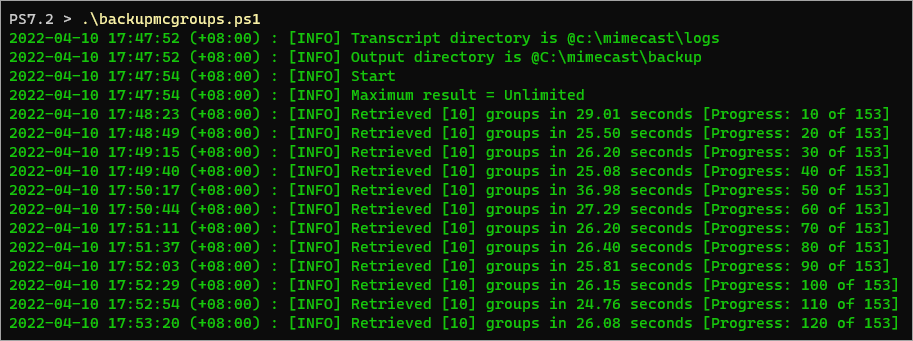 PS7.2 > .\backupmcgroups.ps1
2022-04-10 17:47:52 (+08:00) : [INFO] Transcript directory is @c:\mimecast\logs
2022-04-10 17:47:52 (+08:00) : [INFO] Output directory is @C:\mimecast\backup
2022-04-10 17:47:54 (+08:00) : [INFO] Start
2022-04-10 17:47:54 (+08:00) : [INFO] Maximum result = Unlimited
2022-04-10 17:48:23 (+08:00) : [INFO] Retrieved [10] groups in 29.01 seconds [Progress: 10 of 153]
2022-04-10 17:48:49 (+08:00) : [INFO] Retrieved [10] groups in 25.50 seconds [Progress: 20 of 153]
2022-04-10 17:49:15 (+08:00) : [INFO] Retrieved [10] groups in 26.20 seconds [Progress: 30 of 153]
2022-04-10 17:49:40 (+08:00) : [INFO] Retrieved [10] groups in 25.08 seconds [Progress: 40 of 153]
2022-04-10 17:50:17 (+08:00) : [INFO] Retrieved [10] groups in 36.98 seconds [Progress: 50 of 153]
2022-04-10 17:50:44 (+08:00) : [INFO] Retrieved [10] groups in 27.29 seconds [Progress: 60 of 153]
2022-04-10 17:51:11 (+08:00) : [INFO] Retrieved [10] groups in 26.20 seconds [Progress: 70 of 153]
2022-04-10 17:51:37 (+08:00) : [INFO] Retrieved [10] groups in 26.40 seconds [Progress: 80 of 153]
2022-04-10 17:52:03 (+08:00) : [INFO] Retrieved [10] groups in 25.81 seconds [Progress: 90 of 153]
2022-04-10 17:52:29 (+08:00) : [INFO] Retrieved [10] groups in 26.15 seconds [Progress: 100 of 153]
2022-04-10 17:52:54 (+08:00) : [INFO] Retrieved [10] groups in 24.76 seconds [Progress: 110 of 153]
2022-04-10 17:53:20 (+08:00) : [INFO] Retrieved [10] groups in 26.08 seconds [Progress: 120 of 153]